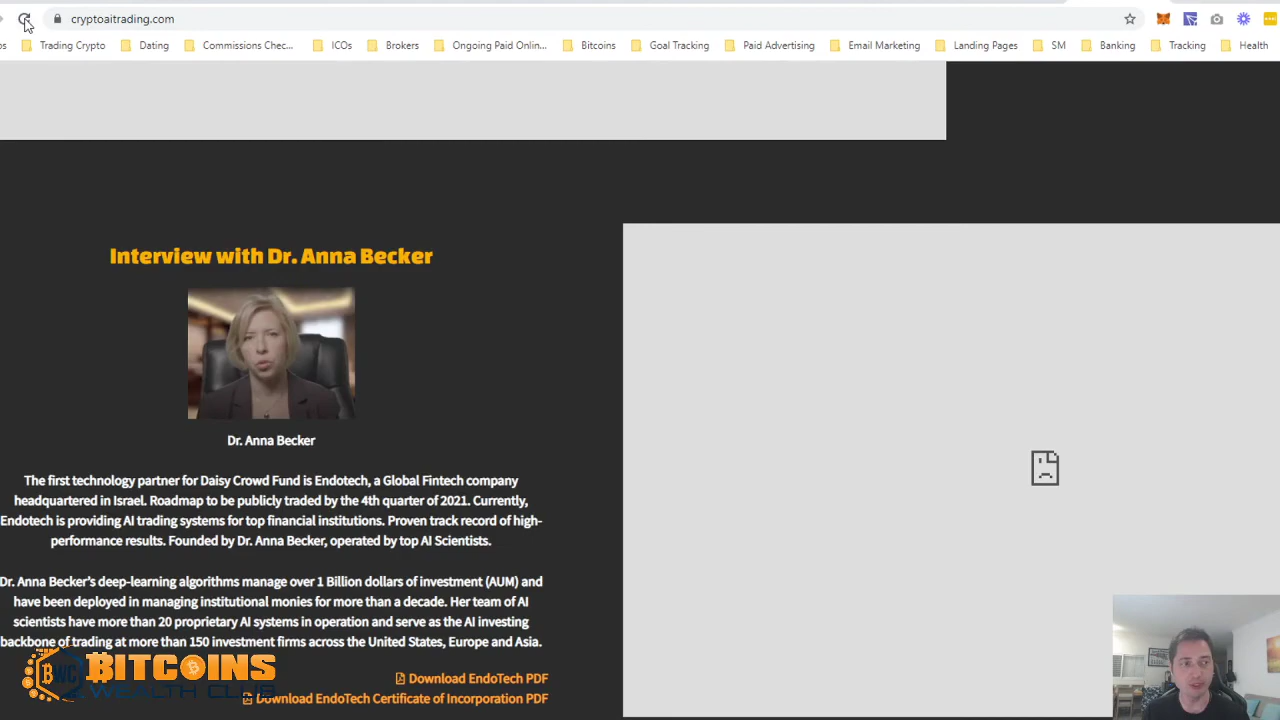 cryptoaitrading.com
ps Trading Crypto Dating Commissions Chec... ICOs Brokers Ongoing Paid Onlin... Bitcoins Goal Tracking Paid Advertising Email Marketing Landing Pages SM Banking Tracking Health
Interview with Dr. Anna Becker
Dr. Anna Becker
The first technology partner for Daisy Crowd Fund is Endotech, a Global Fintech company
headquartered in Israel. Roadmap to be publicly traded by the 4th quarter of 2021. Currently,
Endotech is providing AI trading systems for top financial institutions. Proven track record of high-
performance results. Founded by Dr. Anna Becker, operated by top AI Scientists.
Dr. Anna Becker's deep-learning algorithms manage over 1 Billion dollars of investment (AUM) and
have been deployed in managing institutional monies for more than a decade. Her team of AI
scientists have more than 20 proprietary AI systems in operation and serve as the AI investing
backbone of trading at more than 150 investment firms across the United States, Europe and Asia.
Download EndoTech PDF
Download EndoTech Certificate of Incorporation PDF
BWC
BITCOINS
WEALTH CLUB